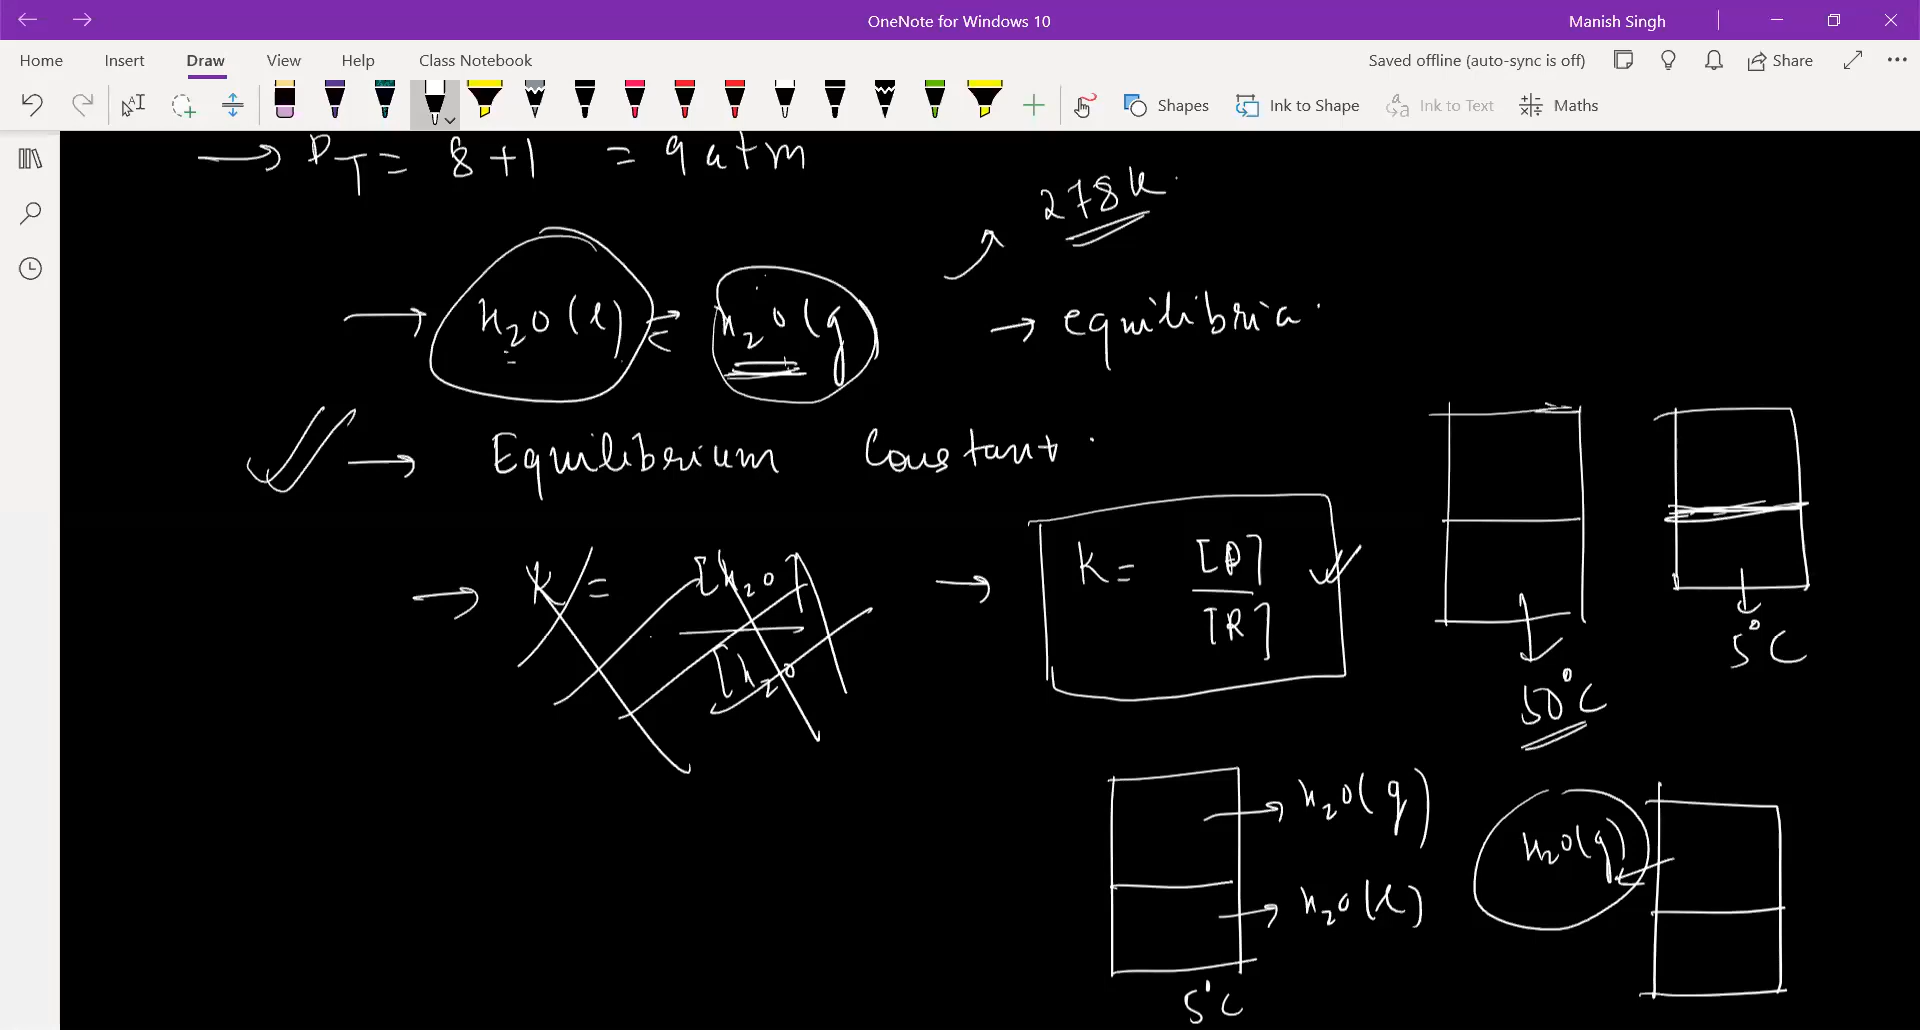 OneNote for Windows 10
Manish Singh
Home Insert Draw View Help Class Notebook
Saved offline (auto-sync is off) Share
Shapes Ink to Shape Ink to Text Maths
→ P_T = 8 + 1 = 9 atm
278 K
→ H₂O (l) ⇌ H₂O (g → equilibria.
→ Equilibrium Constant.
→ K = [H₂O] / [H₂O → K = [P] / [R]
5°C
50°C
→ H₂O(g)
H₂O(g)
→ H₂O(l)
5°C